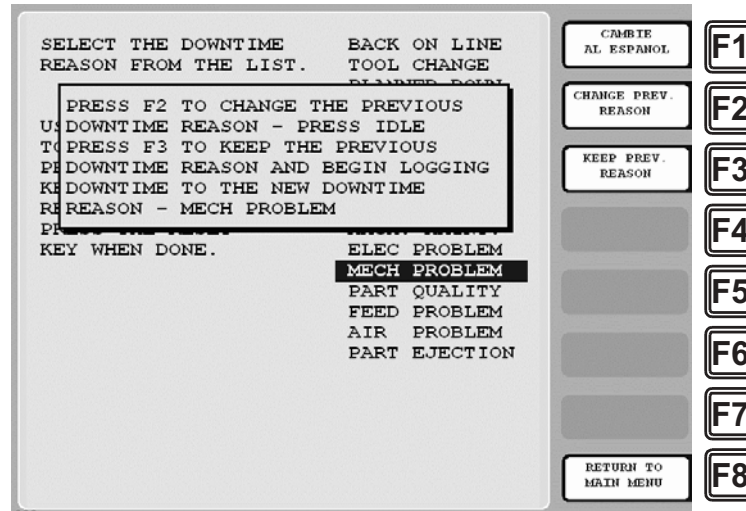 SELECT THE DOWNTIME
REASON FROM THE LIST.
KEY WHEN DONE.
BACK ON LINE
TOOL CHANGE
PRESS F2 TO CHANGE THE PREVIOUS
DOWNTIME REASON - PRESS IDLE
PRESS F3 TO KEEP THE PREVIOUS
DOWNTIME REASON AND BEGIN LOGGING
DOWNTIME TO THE NEW DOWNTIME
REASON - MECH PROBLEM
ELEC PROBLEM
MECH PROBLEM
PART QUALITY
FEED PROBLEM
AIR PROBLEM
PART EJECTION
CAMBIE
AL ESPANOL
F1
CHANGE PREV.
REASON
F2
KEEP PREV.
REASON
F3
F4
F5
F6
F7
RETURN TO
MAIN MENU
F8